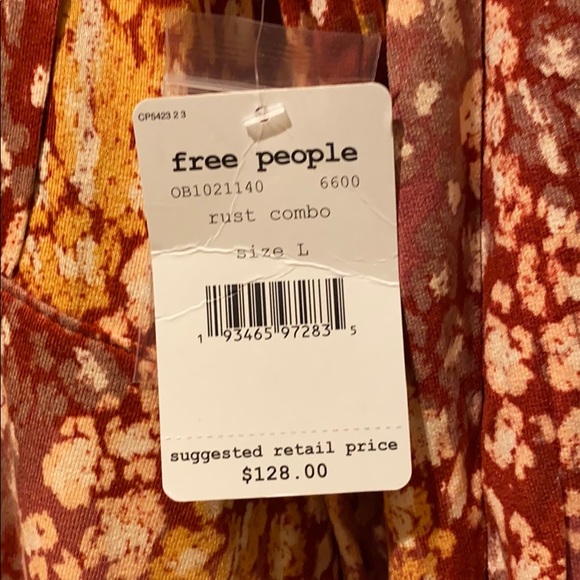 CP5423 2 3
free people
OB1021140 6600
rust combo
size L
1 93465 97283 5
suggested retail price
$128.00